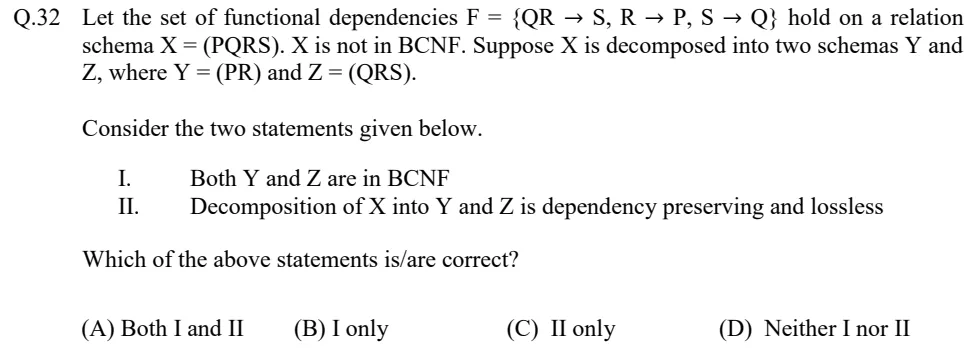 Q.32 Let the set of functional dependencies F = {QR → S, R → P, S → Q} hold on a relation
schema X = (PQRS). X is not in BCNF. Suppose X is decomposed into two schemas Y and
Z, where Y = (PR) and Z = (QRS).
Consider the two statements given below.
I. Both Y and Z are in BCNF
II. Decomposition of X into Y and Z is dependency preserving and lossless
Which of the above statements is/are correct?
(A) Both I and II (B) I only (C) II only (D) Neither I nor II